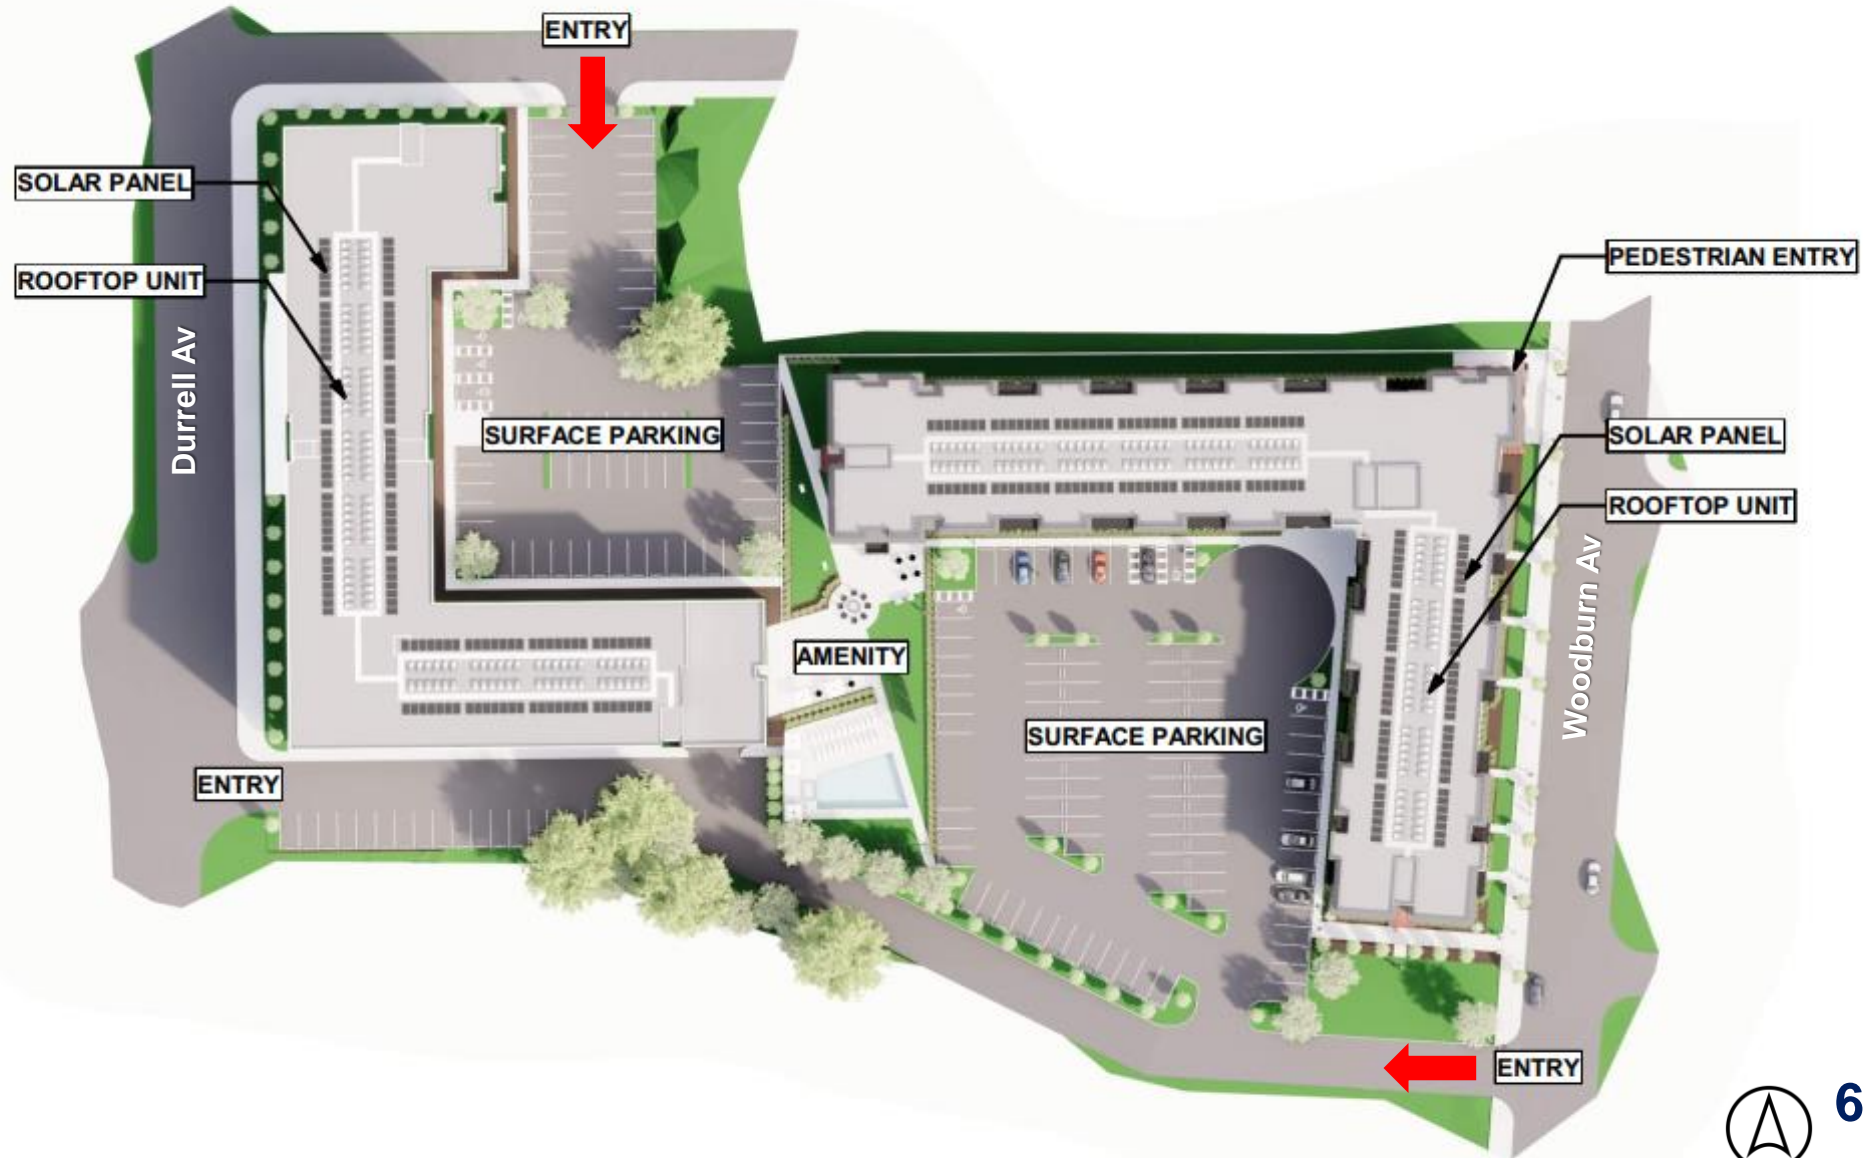 ENTRY
SOLAR PANEL
ROOFTOP UNIT
PEDESTRIAN ENTRY
Durrell Av
SURFACE PARKING
SOLAR PANEL
ROOFTOP UNIT
Woodburn Av
AMENITY
SURFACE PARKING
ENTRY
ENTRY
6